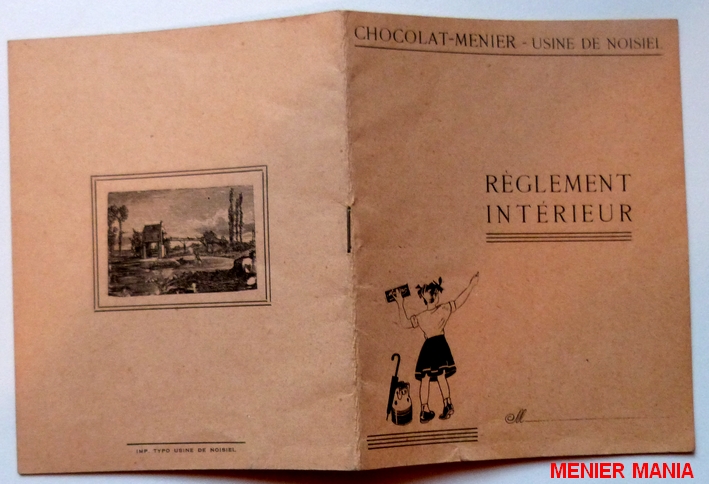 CHOCOLAT-MENIER - USINE DE NOISIEL
RÈGLEMENT
INTÉRIEUR
M
IMP. TYPO USINE DE NOISIEL
MENIER MANIA